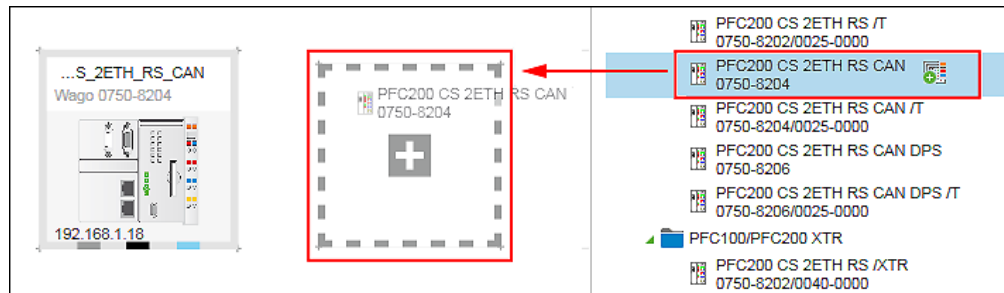 ...S_2ETH_RS_CAN
Wago 0750-8204
192.168.1.18
PFC200 CS 2ETH RS CAN
0750-8204
PFC200 CS 2ETH RS /T
0750-8202/0025-0000
PFC200 CS 2ETH RS CAN
0750-8204
PFC200 CS 2ETH RS CAN /T
0750-8204/0025-0000
PFC200 CS 2ETH RS CAN DPS
0750-8206
PFC200 CS 2ETH RS CAN DPS /T
0750-8206/0025-0000
PFC100/PFC200 XTR
PFC200 CS 2ETH RS /XTR
0750-8202/0040-0000